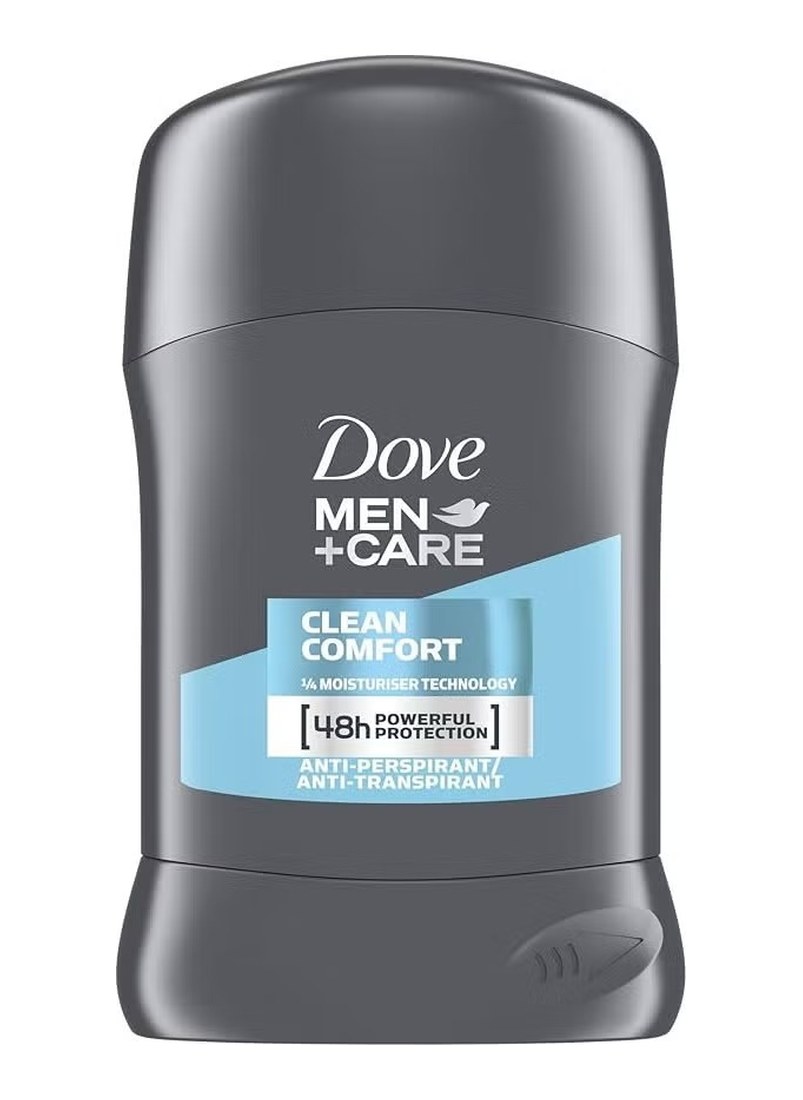 Dove
MEN
+CARE
CLEAN
COMFORT
¼ MOISTURISER TECHNOLOGY
[48h POWERFUL
PROTECTION]
ANTI-PERSPIRANT/
ANTI-TRANSPIRANT